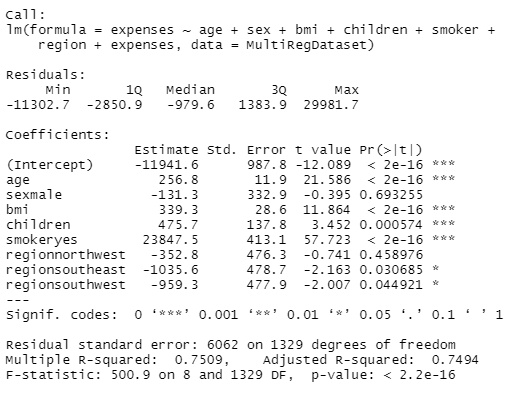 Call:
lm(formula = expenses ~ age + sex + bmi + children + smoker +
    region + expenses, data = MultiRegDataset)
Residuals:
     Min       1Q   Median       3Q      Max
-11302.7  -2850.9   -979.6   1383.9  29981.7
Coefficients:
                Estimate Std. Error t value Pr(>|t|)
(Intercept)     -11941.6      987.8 -12.089  < 2e-16 ***
age                256.8       11.9  21.586  < 2e-16 ***
sexmale           -131.3      332.9  -0.395 0.693255
bmi                339.3       28.6  11.864  < 2e-16 ***
children           475.7      137.8   3.452 0.000574 ***
smokeryes        23847.5      413.1  57.723  < 2e-16 ***
regionnorthwest   -352.8      476.3  -0.741 0.458976
regionsoutheast  -1035.6      478.7  -2.163 0.030685 *
regionsouthwest   -959.3      477.9  -2.007 0.044921 *
---
Signif. codes:  0 ‘***’ 0.001 ‘**’ 0.01 ‘*’ 0.05 ‘.’ 0.1 ‘ ’ 1
Residual standard error: 6062 on 1329 degrees of freedom
Multiple R-squared:  0.7509,    Adjusted R-squared:  0.7494
F-statistic: 500.9 on 8 and 1329 DF,  p-value: < 2.2e-16